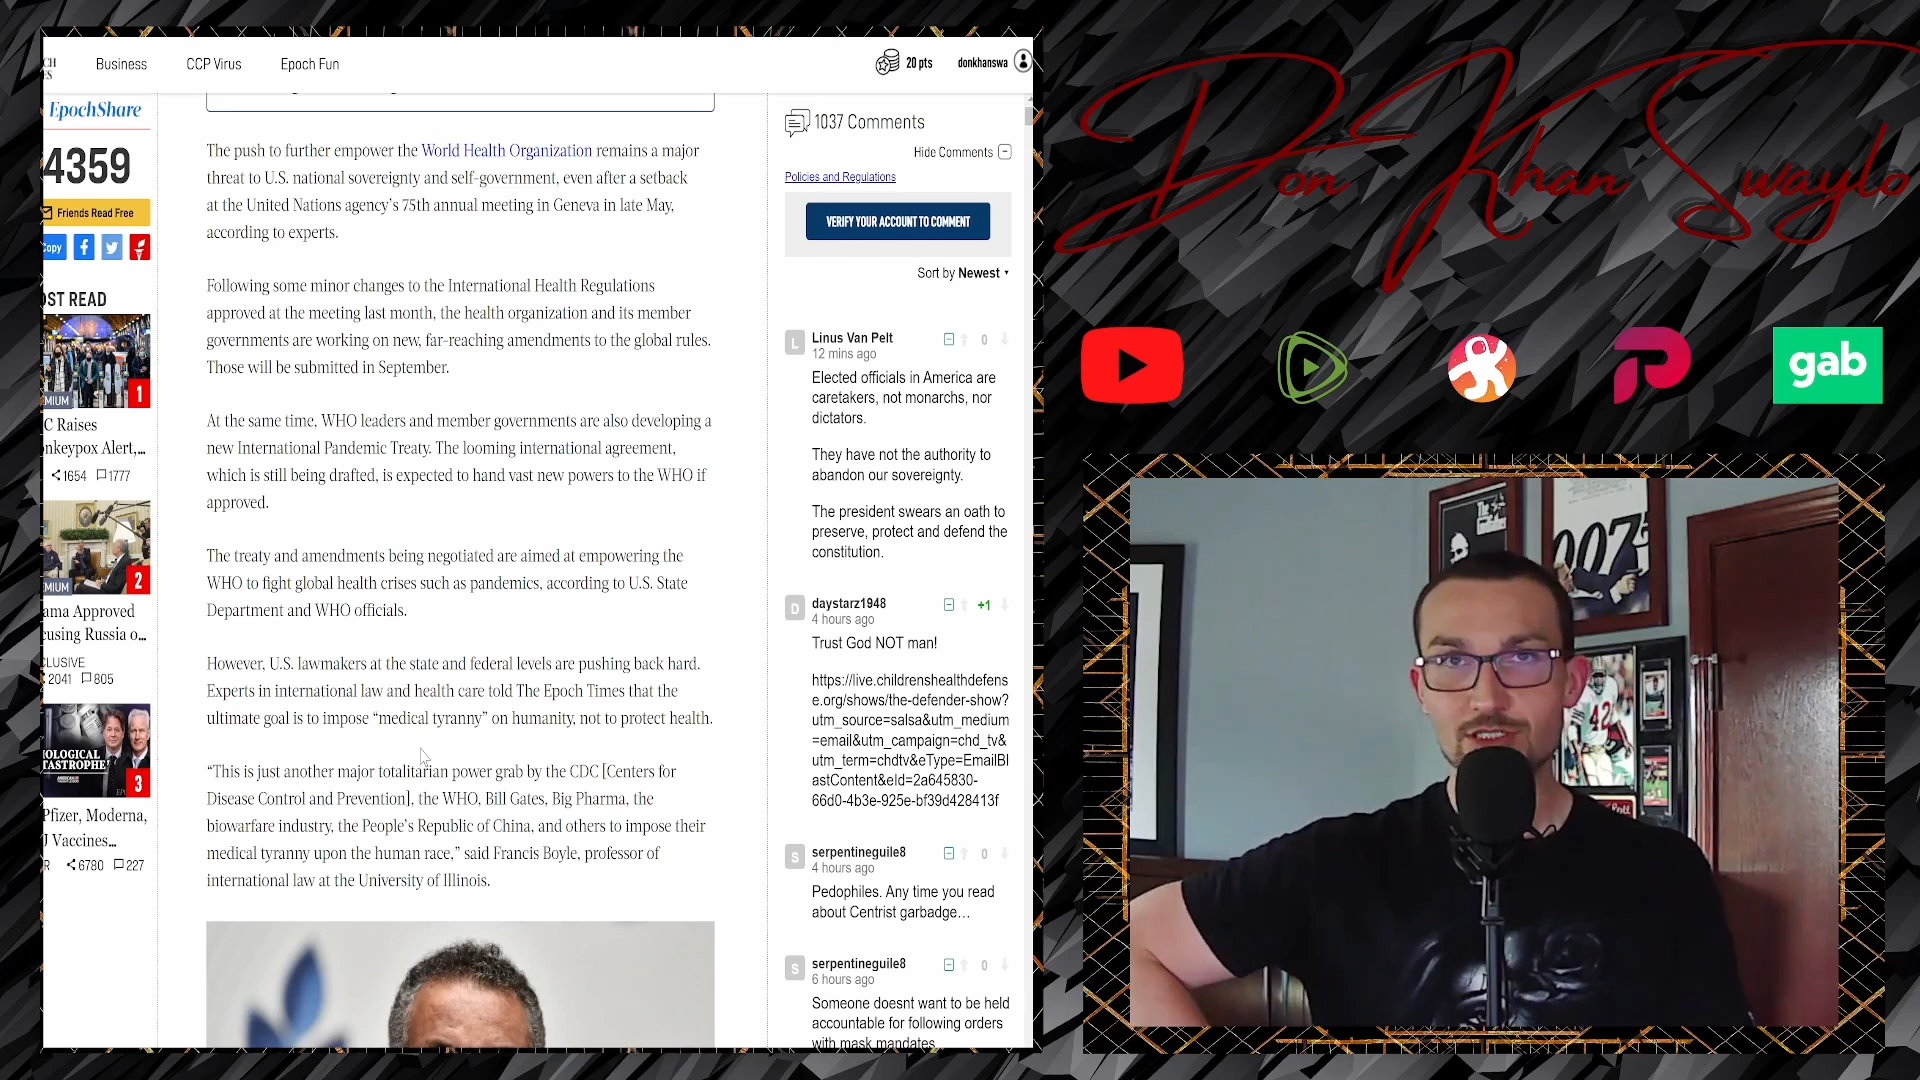 CH
ES
Business
CCP Virus
Epoch Fun
20 pts
donkhanswa
EpochShare
4359
Friends Read Free
opy
OST READ
MIUM
1
C Raises
nkeypox Alert,...
1654
1777
MIUM
2
ama Approved
cusing Russia o...
CLUSIVE
2041
805
OLOGICAL
TASTROPHE
3
Pfizer, Moderna,
J Vaccines...
R
6780
227
The push to further empower the World Health Organization remains a major
threat to U.S. national sovereignty and self-government, even after a setback
at the United Nations agency’s 75th annual meeting in Geneva in late May,
according to experts.
Following some minor changes to the International Health Regulations
approved at the meeting last month, the health organization and its member
governments are working on new, far-reaching amendments to the global rules.
Those will be submitted in September.
At the same time, WHO leaders and member governments are also developing a
new International Pandemic Treaty. The looming international agreement,
which is still being drafted, is expected to hand vast new powers to the WHO if
approved.
The treaty and amendments being negotiated are aimed at empowering the
WHO to fight global health crises such as pandemics, according to U.S. State
Department and WHO officials.
However, U.S. lawmakers at the state and federal levels are pushing back hard.
Experts in international law and health care told The Epoch Times that the
ultimate goal is to impose “medical tyranny” on humanity, not to protect health.
“This is just another major totalitarian power grab by the CDC [Centers for
Disease Control and Prevention], the WHO, Bill Gates, Big Pharma, the
biowarfare industry, the People’s Republic of China, and others to impose their
medical tyranny upon the human race,” said Francis Boyle, professor of
international law at the University of Illinois.
1037 Comments
Hide Comments
Policies and Regulations
VERIFY YOUR ACCOUNT TO COMMENT
Sort by Newest
L
Linus Van Pelt
0
12 mins ago
Elected officials in America are
caretakers, not monarchs, nor
dictators.
They have not the authority to
abandon our sovereignty.
The president swears an oath to
preserve, protect and defend the
constitution.
D
daystarz1948
+1
4 hours ago
Trust God NOT man!
https://live.childrenshealthdefens
e.org/shows/the-defender-show?
utm_source=salsa&utm_medium
=email&utm_campaign=chd_tv&
utm_term=chdtv&eType=EmailBl
astContent&eId=2a645830-
66d0-4b3e-925e-bf39d428413f
S
serpentineguile8
0
4 hours ago
Pedophiles. Any time you read
about Centrist garbadge...
S
serpentineguile8
0
6 hours ago
Someone doesnt want to be held
accountable for following orders
with mask mandates
Don Khan Swaylo
gab
007
42